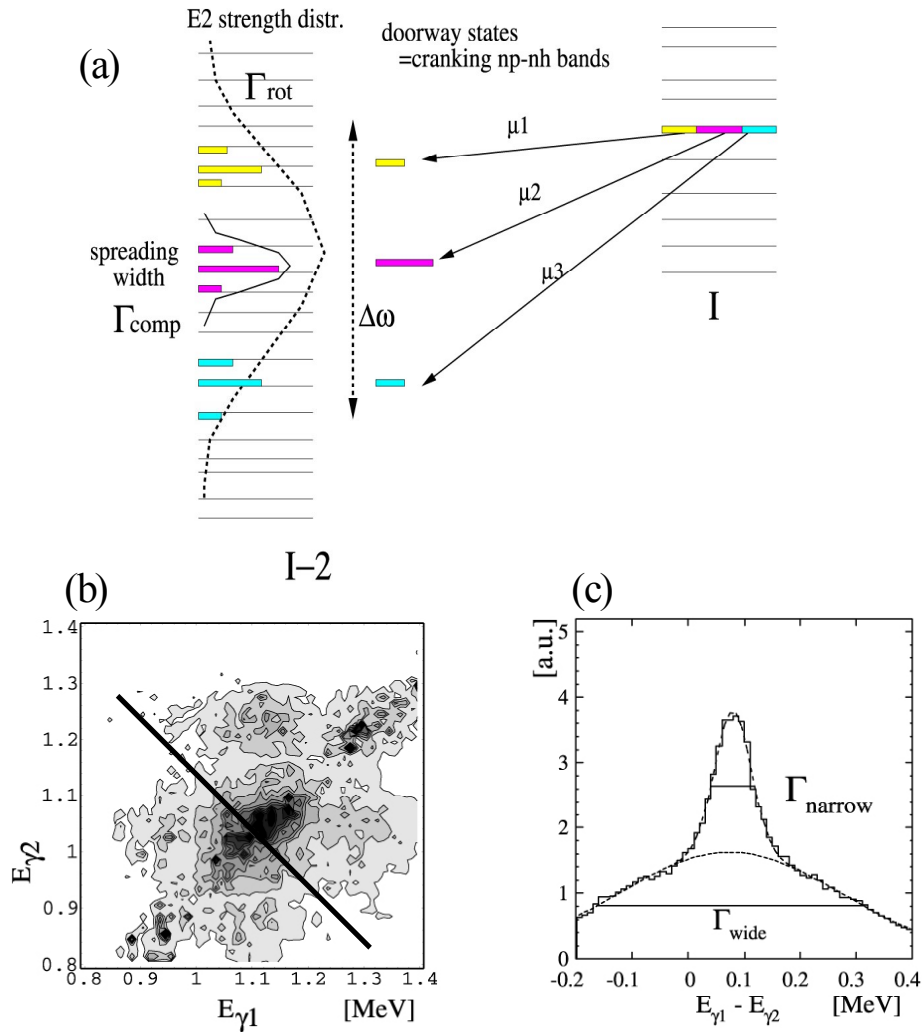 E2 strength distr.
(a)
doorway states
=cranking np-nh bands
Γrot
μ1
μ2
μ3
spreading
width
Γcomp
Δω
I
I−2
(b)
1.4
1.3
1.2
1.1
1
0.9
0.8
Eγ2
0.8 0.9 1 1.1 1.2 1.3 1.4
Eγ1 [MeV]
(c)
[a.u.]
5
4
3
2
1
0
Γnarrow
Γwide
-0.2 -0.1 0 0.1 0.2 0.3 0.4
Eγ1 - Eγ2 [MeV]